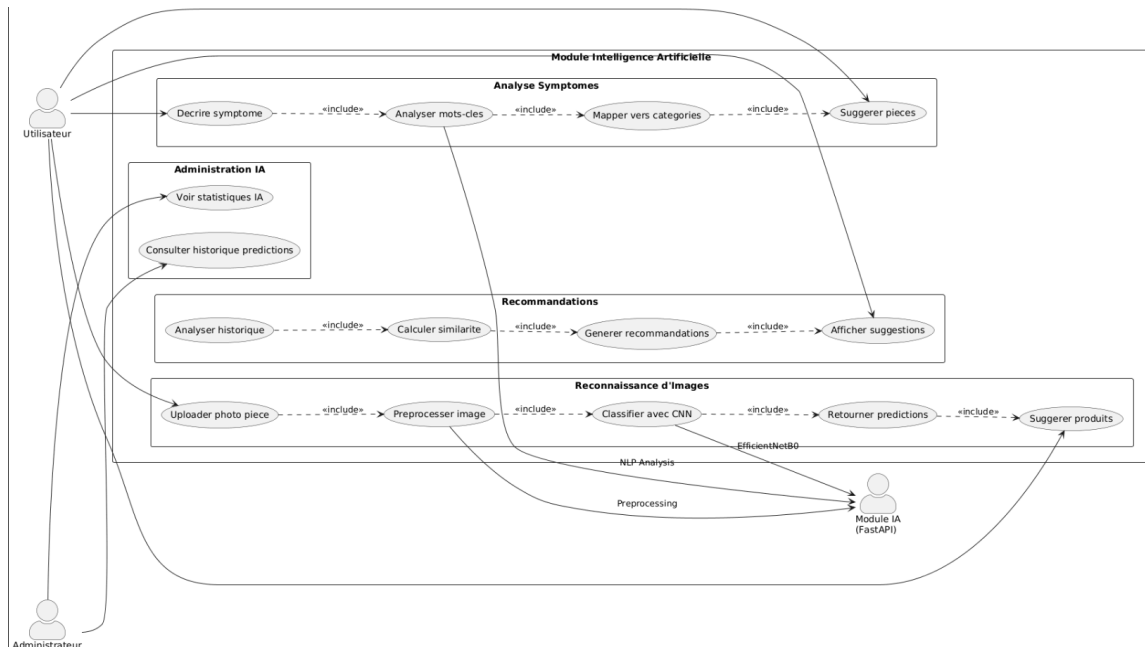 Module Intelligence Artificielle
Analyse Symptomes
Utilisateur
Decrire symptome
«include»
Analyser mots-cles
«include»
Mapper vers categories
«include»
Suggerer pieces
Administration IA
Voir statistiques IA
Consulter historique predictions
Recommandations
Analyser historique
«include»
Calculer similarite
«include»
Generer recommandations
«include»
Afficher suggestions
Reconnaissance d'Images
Uploader photo piece
«include»
Preprocesser image
«include»
Classifier avec CNN
«include»
Retourner predictions
«include»
Suggerer produits
EfficientNetB0
NLP Analysis
Preprocessing
Module IA
(FastAPI)
Administrateur